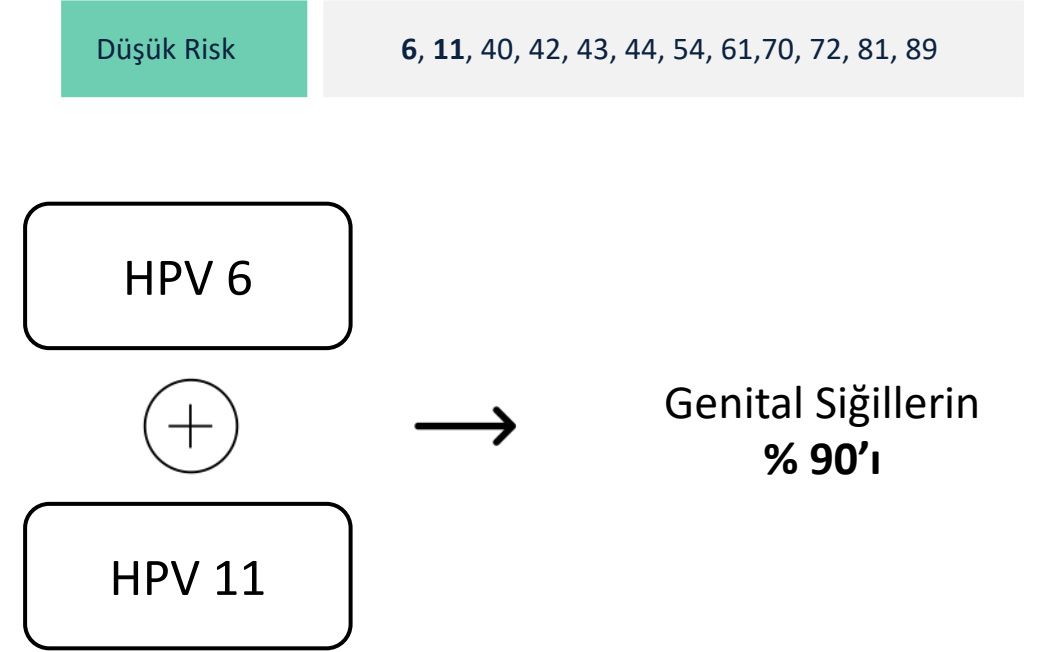 Düşük Risk
6, 11, 40, 42, 43, 44, 54, 61,70, 72, 81, 89
HPV 6
HPV 11
Genital Siğillerin
% 90’ı